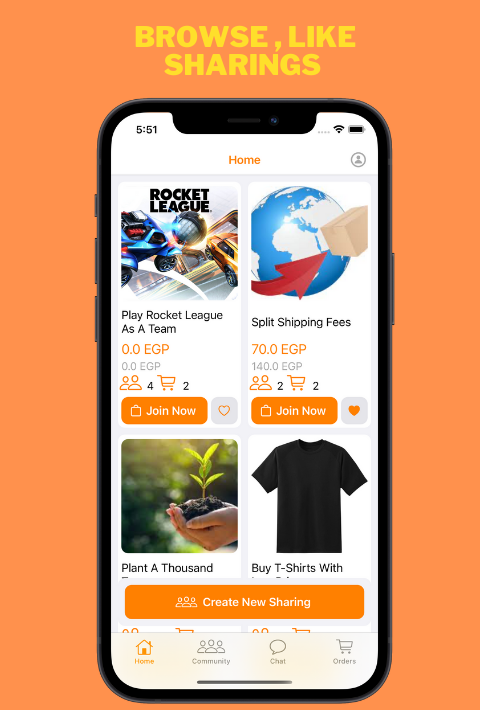 BROWSE , LIKE
SHARINGS
5:51
Home
ROCKET
LEAGUE
Play Rocket League
As A Team
0.0 EGP
0.0 EGP
4 2
Join Now
Split Shipping Fees
70.0 EGP
140.0 EGP
2 2
Join Now
Plant A Thousand
Buy T-Shirts With
Create New Sharing
Home
Community
Chat
Orders